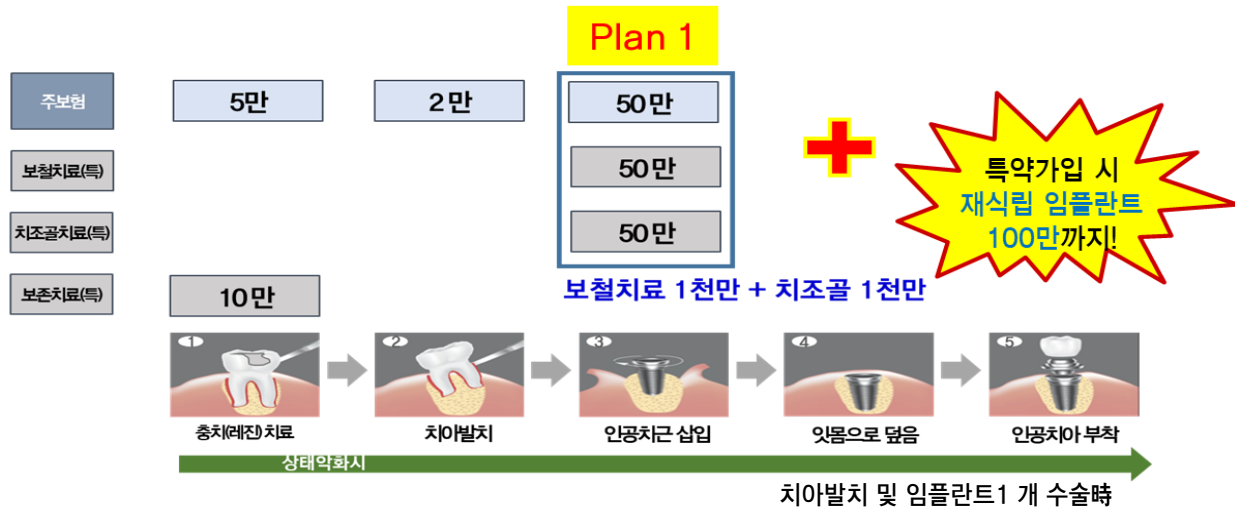 Plan 1
주보험
5만
2만
50만
보철치료(특)
50만
치조골치료(특)
50만
보존치료(특)
10만
보철치료 1천만 + 치조골 1천만
특약가입 시
재식립 임플란트
100만까지!
1
2
3
4
5
충치(레진)치료
치아발치
인공치근 삽입
잇몸으로 덮음
인공치아 부착
상태악화시
치아발치 및 임플란트1 개 수술時